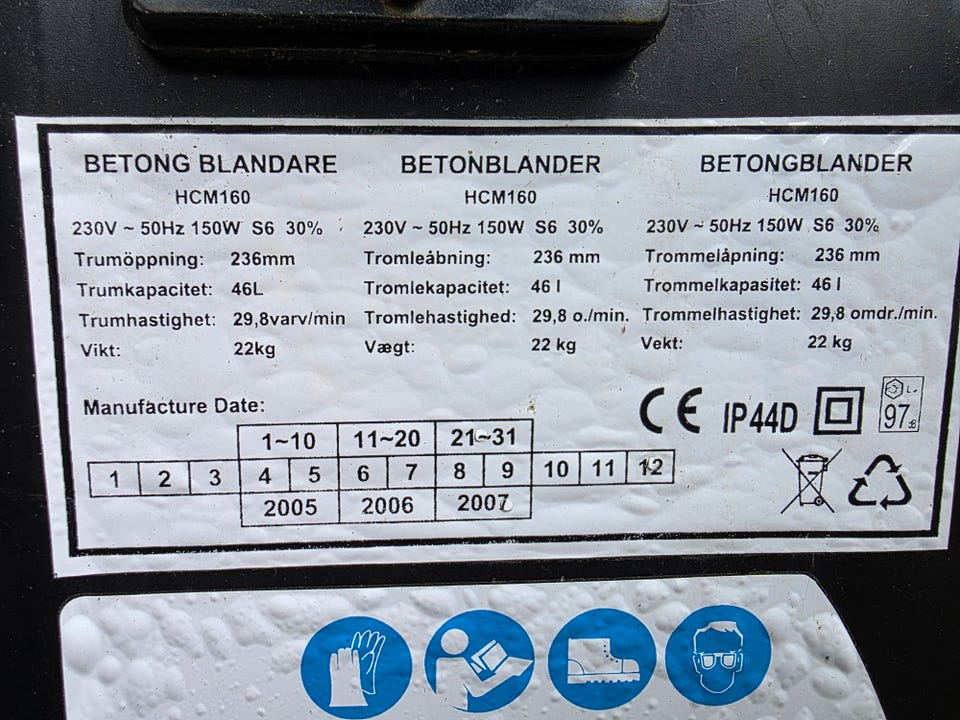 BETONG BLANDARE
HCM160
230V ~ 50Hz 150W S6 30%
Trumöppning: 236mm
Trumkapacitet: 46L
Trumhastighet: 29,8varv/min
Vikt: 22kg
BETONBLANDER
HCM160
230V ~ 50Hz 150W S6 30%
Tromleåbning: 236 mm
Tromlekapacitet: 46 l
Tromlehastighed: 29,8 o./min.
Vægt: 22 kg
BETONGBLANDER
HCM160
230V ~ 50Hz 150W S6 30%
Trommelåpning: 236 mm
Trommelkapasitet: 46 l
Trommelhastighet: 29,8 omdr./min.
Vekt: 22 kg
Manufacture Date:
1~10 11~20 21~31
1 2 3 4 5 6 7 8 9 10 11 12
2005 2006 2007
CE IP44D
97